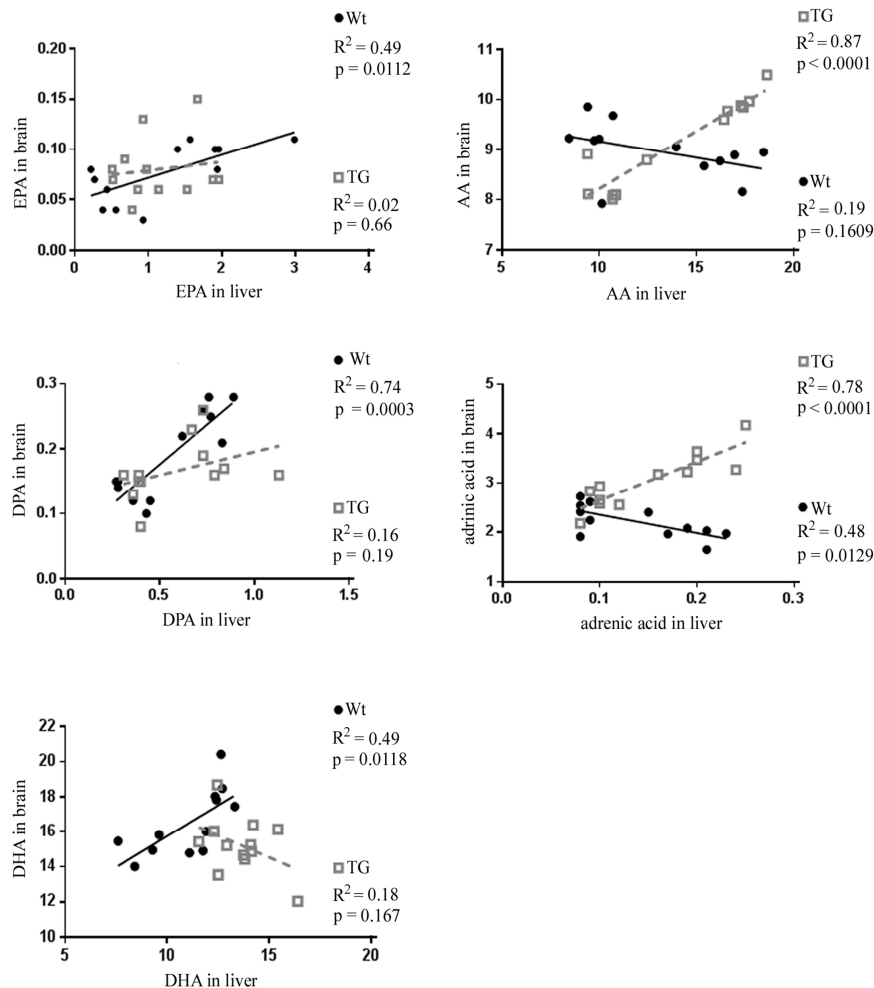 Wt
R² = 0.49
p = 0.0112
0.20
0.15
0.10
0.05
0.00
EPA in brain
TG
R² = 0.02
p = 0.66
0 1 2 3 4
EPA in liver
TG
R² = 0.87
p < 0.0001
11
10
9
8
7
AA in brain
Wt
R² = 0.19
p = 0.1609
5 10 15 20
AA in liver
Wt
R² = 0.74
p = 0.0003
0.3
0.2
0.1
0.0
DPA in brain
TG
R² = 0.16
p = 0.19
0.0 0.5 1.0 1.5
DPA in liver
TG
R² = 0.78
p < 0.0001
5
4
3
2
1
adrinic acid in brain
Wt
R² = 0.48
p = 0.0129
0.0 0.1 0.2 0.3
adrenic acid in liver
Wt
R² = 0.49
p = 0.0118
22
20
18
16
14
12
10
DHA in brain
TG
R² = 0.18
p = 0.167
5 10 15 20
DHA in liver